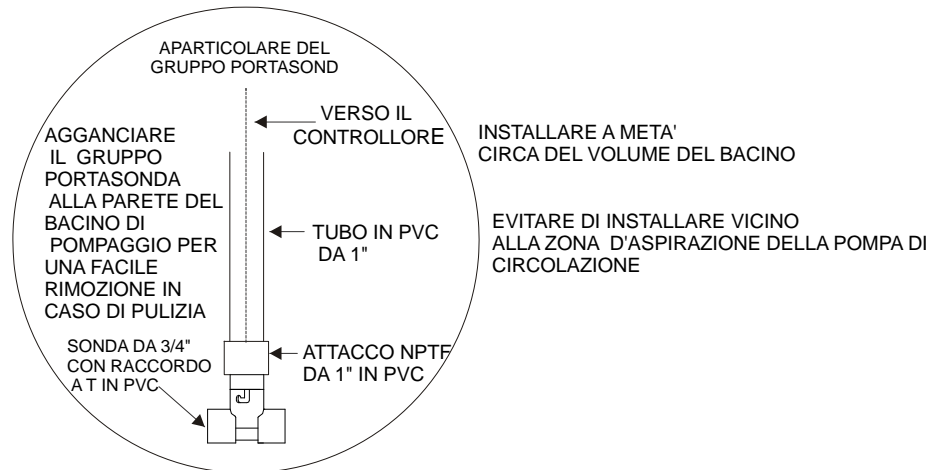 APARTICOLARE DEL
GRUPPO PORTASOND
VERSO IL
CONTROLLORE
AGGANCIARE
IL GRUPPO
PORTASONDA
ALLA PARETE DEL
BACINO DI
POMPAGGIO PER
UNA FACILE
RIMOZIONE IN
CASO DI PULIZIA
TUBO IN PVC
DA 1"
SONDA DA 3/4"
CON RACCORDO
A T IN PVC
ATTACCO NPTF
DA 1" IN PVC
INSTALLARE A META'
CIRCA DEL VOLUME DEL BACINO
EVITARE DI INSTALLARE VICINO
ALLA ZONA D'ASPIRAZIONE DELLA POMPA DI
CIRCOLAZIONE